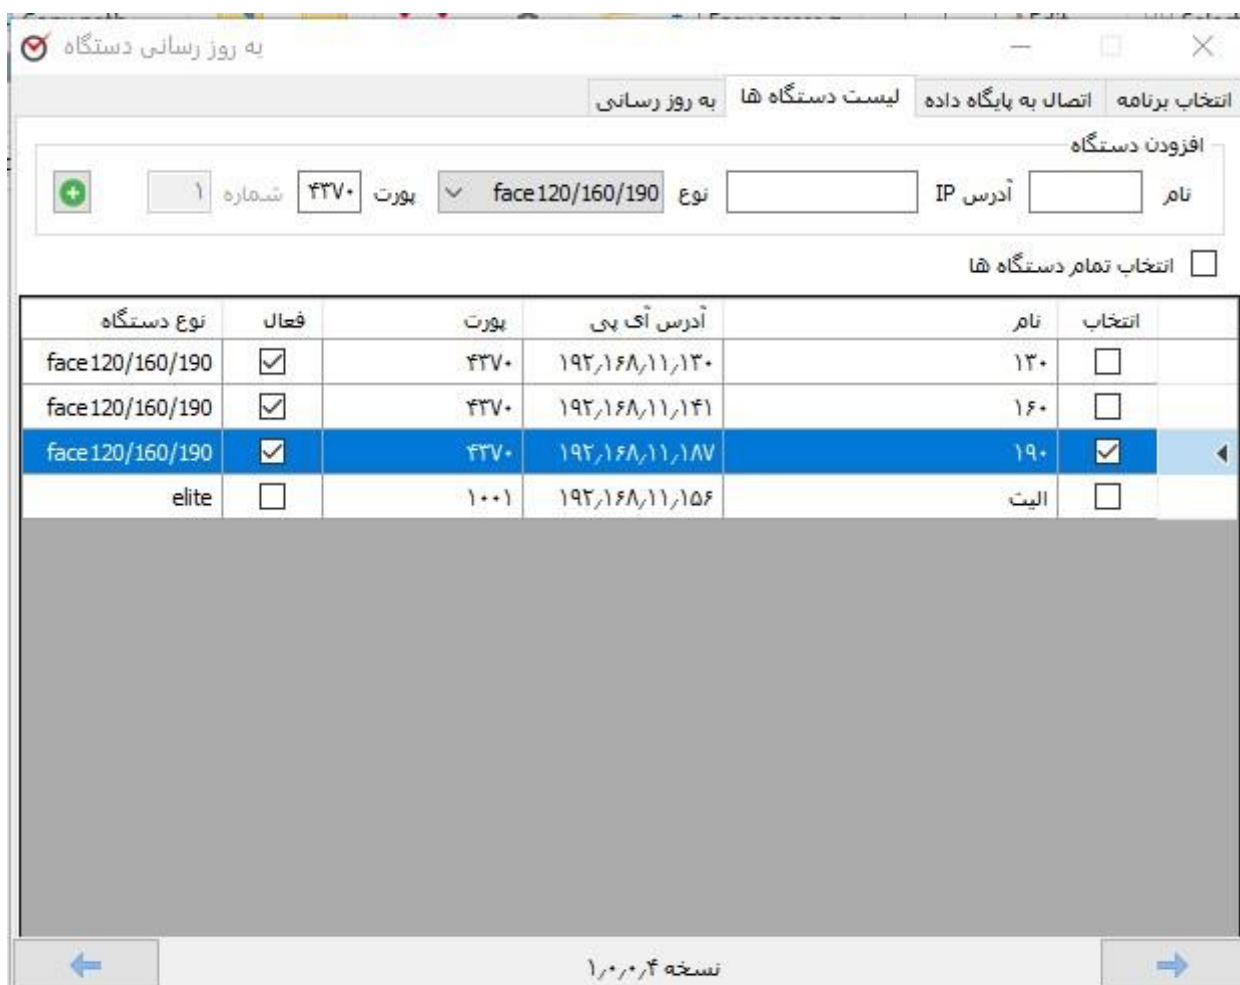 به روز رسانی دستگاه
انتخاب برنامه اتصال به پایگاه داده لیست دستگاه ها به روز رسانی
افزودن دستگاه
نام آدرس IP نوع face120/160/190 پورت ۴۳۷۰ شماره ۱
انتخاب تمام دستگاه ها
انتخاب نام آدرس آی پی پورت فعال نوع دستگاه
۱۳۰ ۱۹۲٫۱۶۸٫۱۱٫۱۳۰ ۴۳۷۰ face120/160/190
۱۶۰ ۱۹۲٫۱۶۸٫۱۱٫۱۴۱ ۴۳۷۰ face120/160/190
۱۹۰ ۱۹۲٫۱۶۸٫۱۱٫۱۸۷ ۴۳۷۰ face120/160/190
الیت ۱۹۲٫۱۶۸٫۱۱٫۱۵۶ ۱۰۰۱ elite
نسخه ۱٫۰٫۰٫۴